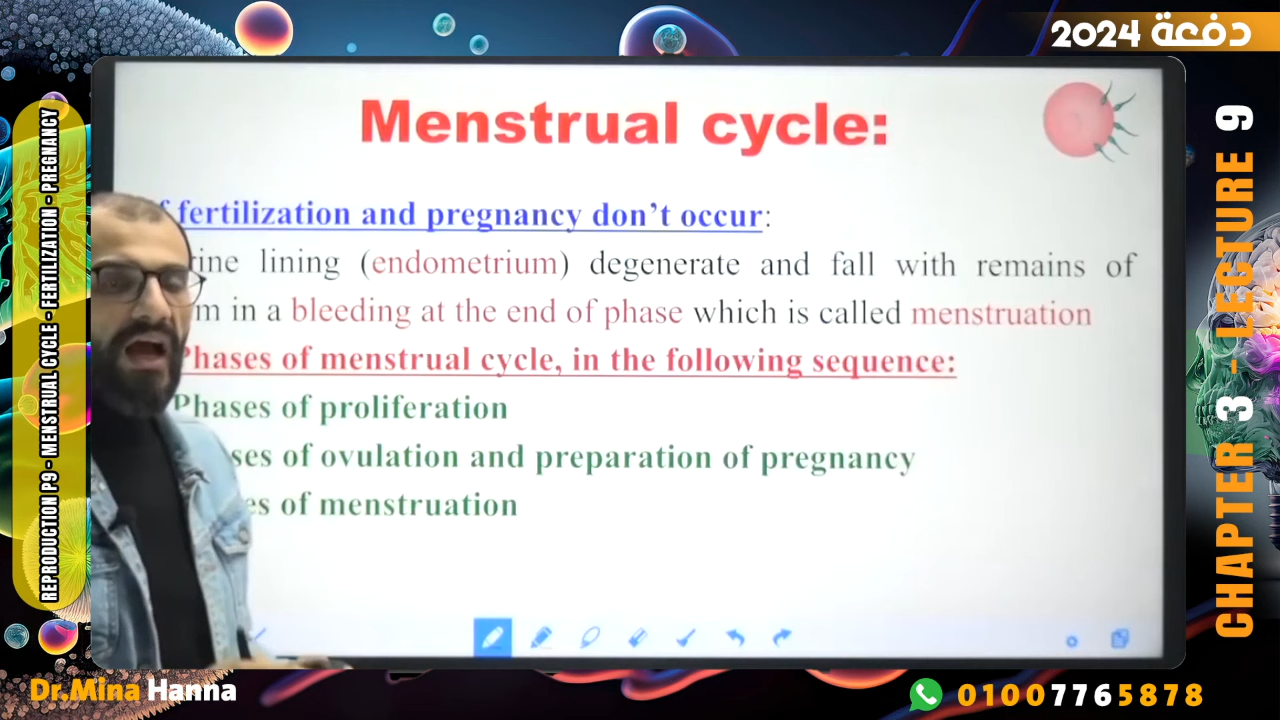 دفعة 2024
Menstrual cycle:
fertilization and pregnancy don't occur:
lining (endometrium) degenerate and fall with remains of
in a bleeding at the end of phase which is called menstruation
Phases of menstrual cycle, in the following sequence:
Phases of proliferation
of ovulation and preparation of pregnancy
of menstruation
REPRODUCTION P9 - MENSTRUAL CYCLE - FERTILIZATION - PREGNANCY
CHAPTER 3 - LECTURE 9
Dr.Mina Hanna
01007765878